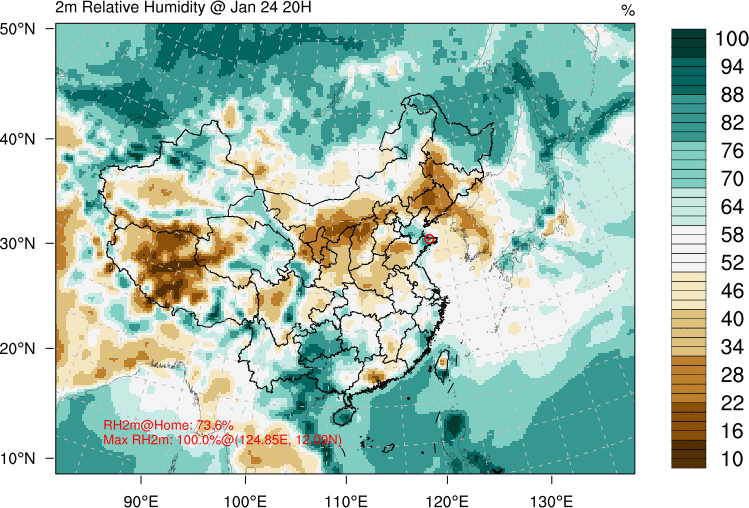 2m Relative Humidity @ Jan 24 20H
%
50°N
40°N
30°N
20°N
10°N
90°E
100°E
110°E
120°E
130°E
RH2m@Home: 73.6%
Max RH2m: 100.0%@(124.85E, 12.09N)
100
94
88
82
76
70
64
58
52
46
40
34
28
22
16
10